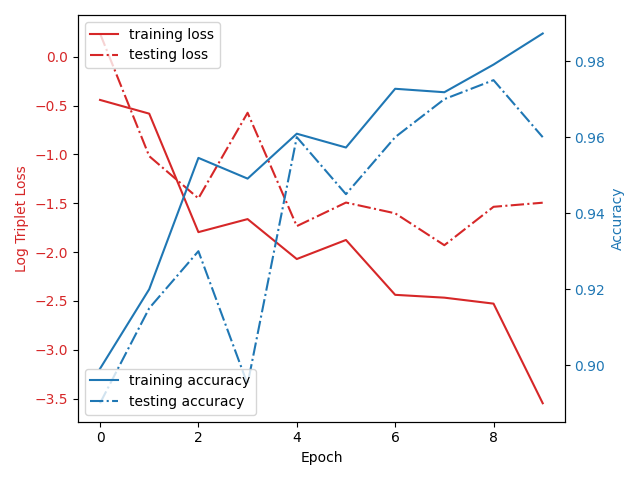 training loss
testing loss
0.0
−0.5
−1.0
−1.5
−2.0
−2.5
−3.0
−3.5
Log Triplet Loss
0.98
0.96
0.94
0.92
0.90
Accuracy
training accuracy
testing accuracy
0 2 4 6 8
Epoch